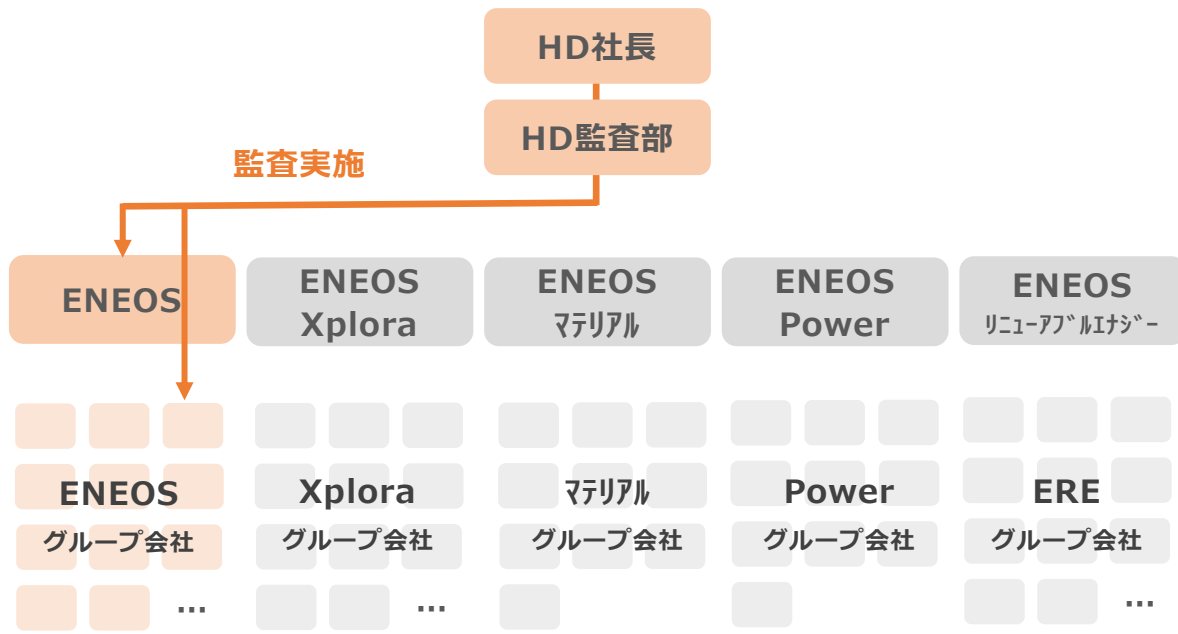 HD社長
HD監査部
監査実施
ENEOS
ENEOS
Xplora
ENEOS
ﾏﾃﾘｱﾙ
ENEOS
Power
ENEOS
ﾘﾆｭｰｱﾌﾞﾙｴﾅｼﾞｰ
ENEOS
グループ会社
…
Xplora
グループ会社
…
ﾏﾃﾘｱﾙ
グループ会社
Power
グループ会社
ERE
グループ会社
…